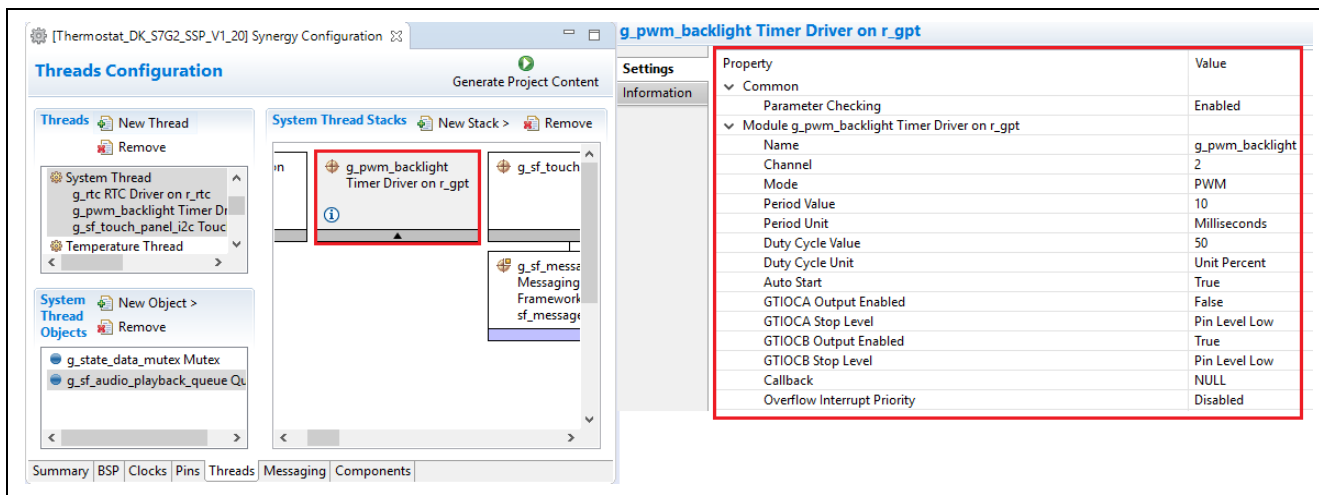 [Thermostat_DK_S7G2_SSP_V1_20] Synergy Configuration
Threads Configuration
Generate Project Content
Threads
New Thread
Remove
System Thread
g_rtc RTC Driver on r_rtc
g_pwm_backlight Timer Dr
g_sf_touch_panel_i2c Touc
Temperature Thread
System Thread Objects
New Object >
Remove
g_state_data_mutex Mutex
g_sf_audio_playback_queue Qu
System Thread Stacks
New Stack >
Remove
on
g_pwm_backlight
Timer Driver on r_gpt
g_sf_touch
g_sf_messa
Messaging
Framework
sf_message
Summary BSP Clocks Pins Threads Messaging Components
g_pwm_backlight Timer Driver on r_gpt
Settings
Information
Property Value
Common
Parameter Checking Enabled
Module g_pwm_backlight Timer Driver on r_gpt
Name g_pwm_backlight
Channel 2
Mode PWM
Period Value 10
Period Unit Milliseconds
Duty Cycle Value 50
Duty Cycle Unit Unit Percent
Auto Start True
GTIOCA Output Enabled False
GTIOCA Stop Level Pin Level Low
GTIOCB Output Enabled True
GTIOCB Stop Level Pin Level Low
Callback NULL
Overflow Interrupt Priority Disabled